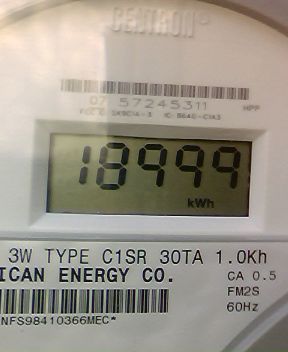 CENTRON
07 57245311 HPP
18999
kWh
3W TYPE C1SR 30TA 1.0Kh
ICAN ENERGY CO. CA 0.5
FM2S
60Hz
NFS98410366MEC*